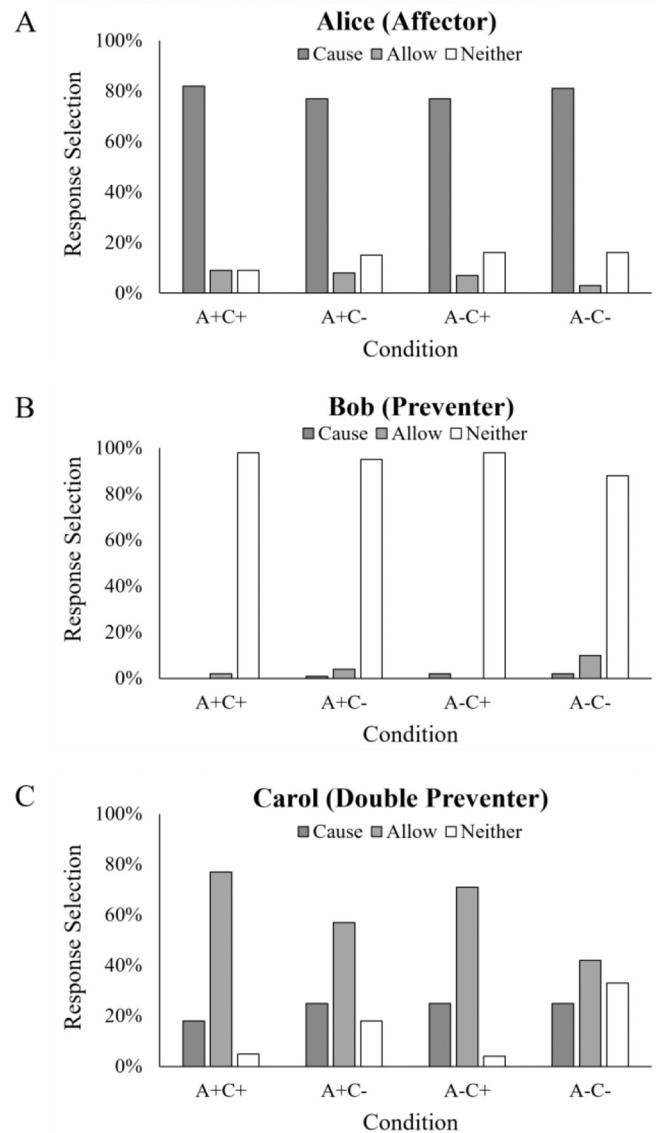 A
Alice (Affector)
Cause Allow Neither
100%
80%
60%
40%
20%
0%
Response Selection
A+C+ A+C- A-C+ A-C-
Condition
B
Bob (Preventer)
Cause Allow Neither
100%
80%
60%
40%
20%
0%
Response Selection
A+C+ A+C- A-C+ A-C-
Condition
C
Carol (Double Preventer)
Cause Allow Neither
100%
80%
60%
40%
20%
0%
Response Selection
A+C+ A+C- A-C+ A-C-
Condition